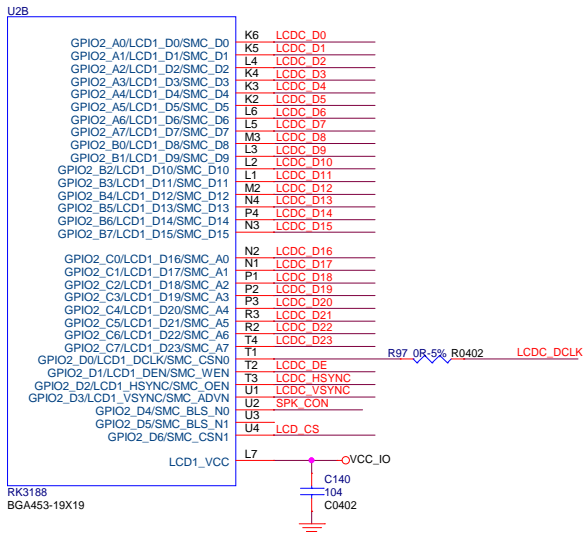 U2B
GPIO2_A0/LCD1_D0/SMC_D0 K6 LCDC_D0
GPIO2_A1/LCD1_D1/SMC_D1 K5 LCDC_D1
GPIO2_A2/LCD1_D2/SMC_D2 L4 LCDC_D2
GPIO2_A3/LCD1_D3/SMC_D3 K4 LCDC_D3
GPIO2_A4/LCD1_D4/SMC_D4 K3 LCDC_D4
GPIO2_A5/LCD1_D5/SMC_D5 K2 LCDC_D5
GPIO2_A6/LCD1_D6/SMC_D6 L6 LCDC_D6
GPIO2_A7/LCD1_D7/SMC_D7 L5 LCDC_D7
GPIO2_B0/LCD1_D8/SMC_D8 M3 LCDC_D8
GPIO2_B1/LCD1_D9/SMC_D9 L3 LCDC_D9
GPIO2_B2/LCD1_D10/SMC_D10 L2 LCDC_D10
GPIO2_B3/LCD1_D11/SMC_D11 L1 LCDC_D11
GPIO2_B4/LCD1_D12/SMC_D12 M2 LCDC_D12
GPIO2_B5/LCD1_D13/SMC_D13 N4 LCDC_D13
GPIO2_B6/LCD1_D14/SMC_D14 P4 LCDC_D14
GPIO2_B7/LCD1_D15/SMC_D15 N3 LCDC_D15
GPIO2_C0/LCD1_D16/SMC_A0 N2 LCDC_D16
GPIO2_C1/LCD1_D17/SMC_A1 N1 LCDC_D17
GPIO2_C2/LCD1_D18/SMC_A2 P1 LCDC_D18
GPIO2_C3/LCD1_D19/SMC_A3 P2 LCDC_D19
GPIO2_C4/LCD1_D20/SMC_A4 P3 LCDC_D20
GPIO2_C5/LCD1_D21/SMC_A5 R3 LCDC_D21
GPIO2_C6/LCD1_D22/SMC_A6 R2 LCDC_D22
GPIO2_C7/LCD1_D23/SMC_A7 T4 LCDC_D23
GPIO2_D0/LCD1_DCLK/SMC_CSN0 T1 R97 0R-5% R0402 LCDC_DCLK
GPIO2_D1/LCD1_DEN/SMC_WEN T2 LCDC_DE
GPIO2_D2/LCD1_HSYNC/SMC_OEN T3 LCDC_HSYNC
GPIO2_D3/LCD1_VSYNC/SMC_ADVN U1 LCDC_VSYNC
GPIO2_D4/SMC_BLS_N0 U2 SPK_CON
GPIO2_D5/SMC_BLS_N1 U3
GPIO2_D6/SMC_CSN1 U4 LCD_CS
LCD1_VCC L7 VCC_IO
C140
104
C0402
RK3188
BGA453-19X19